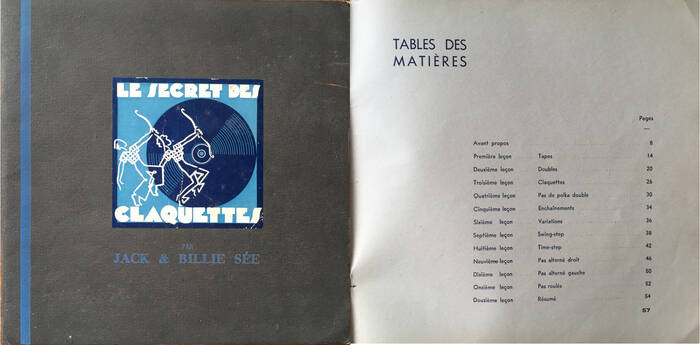 LE SECRET DES
CLAQUETTES
PAR
JACK & BILLIE SÉE
TABLES DES
MATIÈRES
Pages
Avant propos 8
Première leçon Tapes 14
Deuxième leçon Doubles 20
Troisième leçon Claquettes 26
Quatrième leçon Pas de polka double 30
Cinquième leçon Enchaînements 34
Sixième leçon Variations 36
Septième leçon Swing-step 38
Huitième leçon Time-step 42
Neuvième leçon Pas alterné droit 46
Dixième leçon Pas alterné gauche 50
Onzième leçon Pas roulés 52
Douzième leçon Résumé 54
57